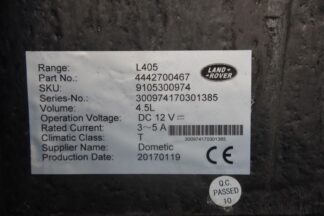 Range: L405
LAND ROVER
Part No.: 4442700467
SKU: 9105300974
Series-No.: 300974170301385
Volume: 4.5L
Operation Voltage: DC 12 V
Rated Current: 3~5 A
Climatic Class: T
300974170301385
Supplier Name: Dometic
Production Date: 20170119
CE
Q.C.
PASSED
10